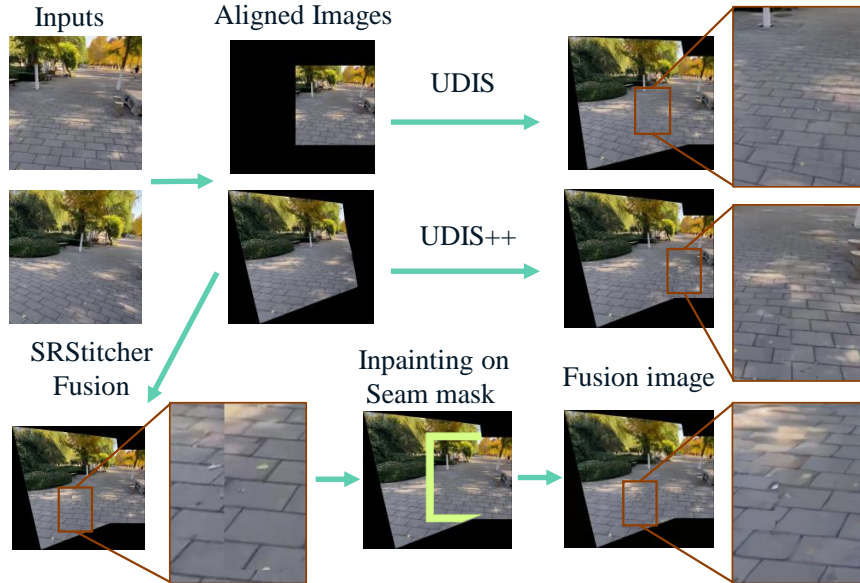 Inputs
Aligned Images
UDIS
UDIS++
SRStitcher
Fusion
Inpainting on
Seam mask
Fusion image